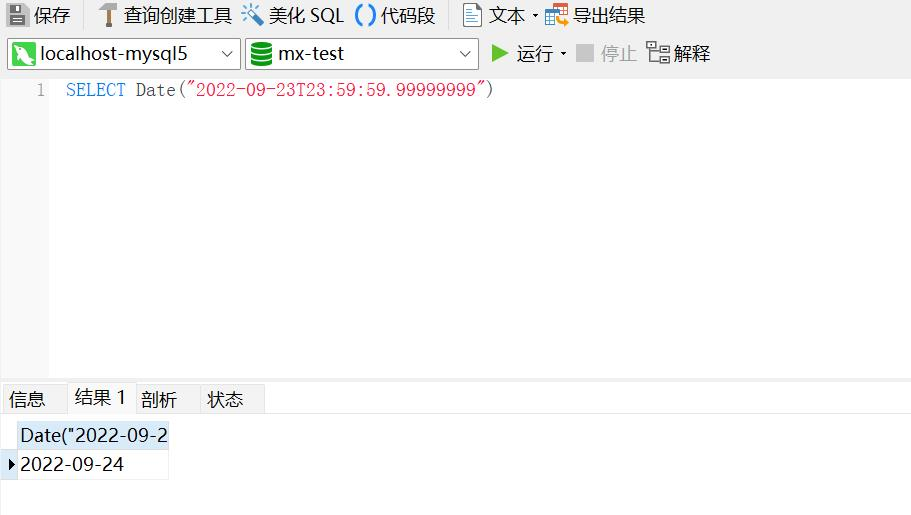 保存 查询创建工具 美化 SQL () 代码段 文本 导出结果
localhost-mysql5 mx-test 运行 停止 解释
1 SELECT Date("2022-09-23T23:59:59.99999999")
信息 结果 1 剖析 状态
Date("2022-09-2
2022-09-24